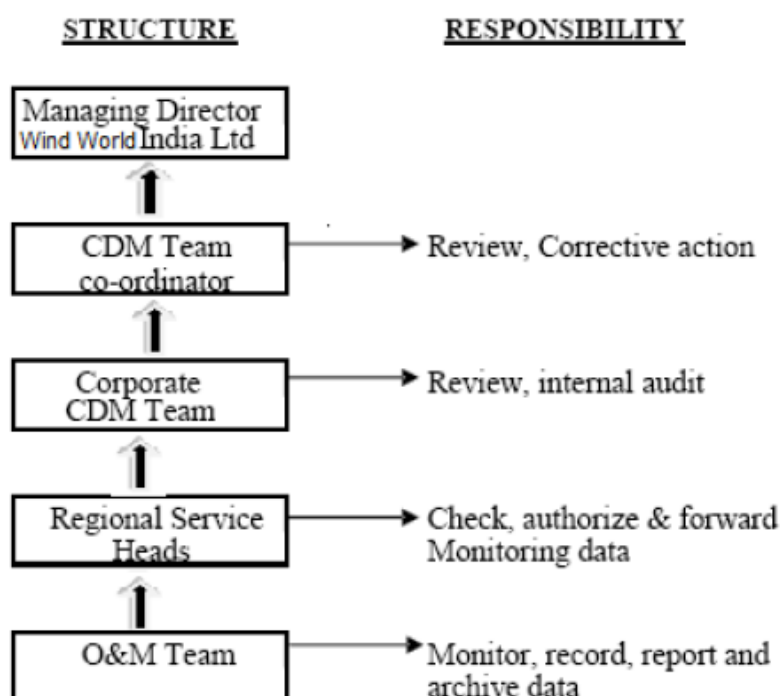 STRUCTURE
RESPONSIBILITY
Managing Director
Wind World India Ltd
CDM Team
co-ordinator
Review, Corrective action
Corporate
CDM Team
Review, internal audit
Regional Service
Heads
Check, authorize & forward
Monitoring data
O&M Team
Monitor, record, report and
archive data